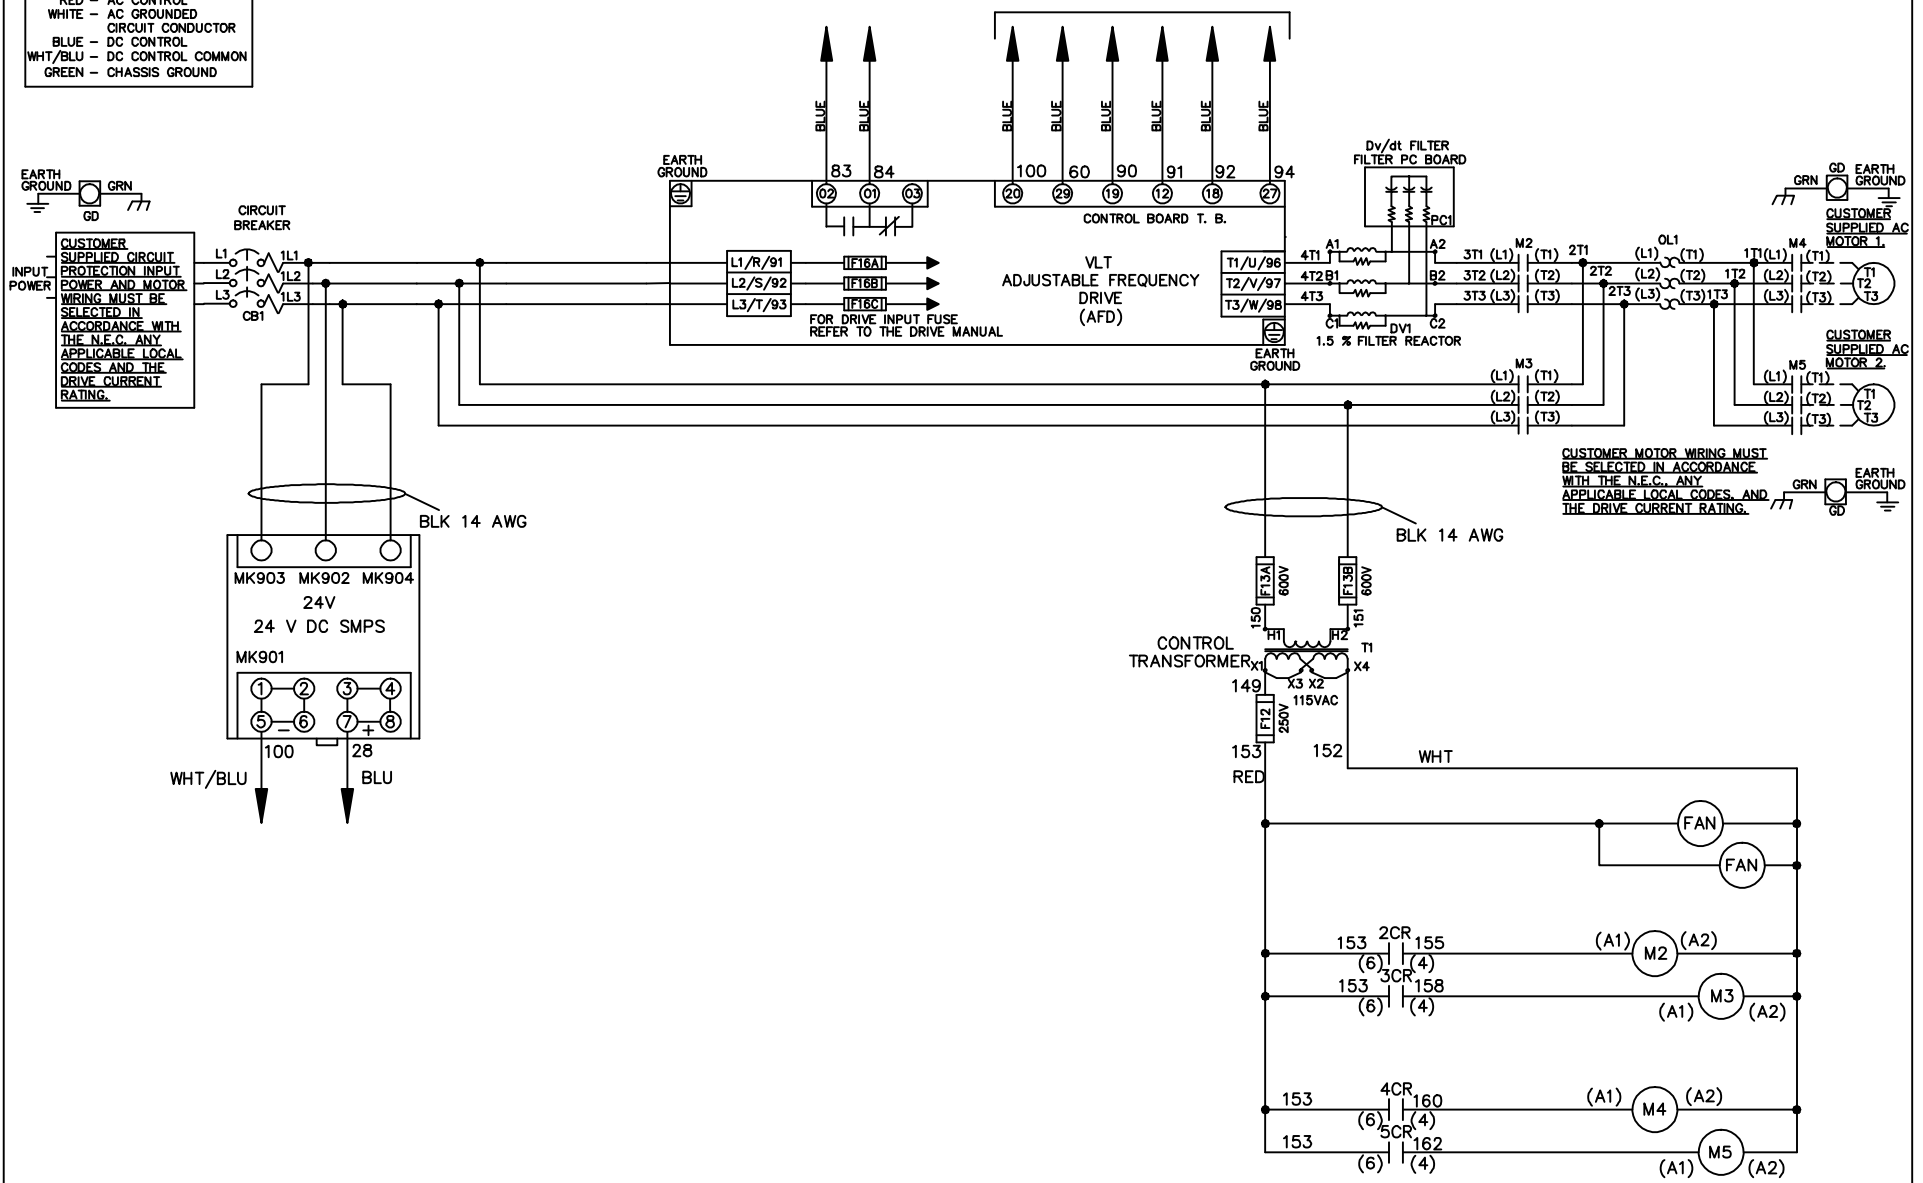 RED – AC CONTROL
WHITE – AC GROUNDED
CIRCUIT CONDUCTOR
BLUE – DC CONTROL
WHT/BLU – DC CONTROL COMMON
GREEN – CHASSIS GROUND
BLUE
BLUE
BLUE
BLUE
BLUE
BLUE
BLUE
BLUE
EARTH
GROUND
GRN
GD
CIRCUIT
BREAKER
INPUT
POWER
CUSTOMER
SUPPLIED CIRCUIT
PROTECTION INPUT
POWER AND MOTOR
WIRING MUST BE
SELECTED IN
ACCORDANCE WITH
THE N.E.C. ANY
APPLICABLE LOCAL
CODES AND THE
DRIVE CURRENT
RATING.
L1 1L1
L2 1L2
L3 1L3
CB1
EARTH
GROUND
83 84
02 01 03
100 60 90 91 92 94
20 29 19 12 18 27
CONTROL BOARD T. B.
L1/R/91 F16A
L2/S/92 F16B
L3/T/93 F16C
FOR DRIVE INPUT FUSE
REFER TO THE DRIVE MANUAL
VLT
ADJUSTABLE FREQUENCY
DRIVE
(AFD)
T1/U/96 4T1
T2/V/97 4T2
T3/W/98 4T3
EARTH
GROUND
Dv/dt FILTER
FILTER PC BOARD
PC1
A1 A2
B1 B2
C1 C2
DV1
1.5 % FILTER REACTOR
M2
3T1 (L1) (T1) 2T1
3T2 (L2) (T2) 2T2
3T3 (L3) (T3) 2T3
OL1
(L1) (T1) 1T1
(L2) (T2) 1T2
(L3) (T3) 1T3
M4
(L1) (T1)
(L2) (T2)
(L3) (T3)
T1
T2
T3
GRN
GD
EARTH
GROUND
CUSTOMER
SUPPLIED AC
MOTOR 1.
CUSTOMER
SUPPLIED AC
MOTOR 2.
M3
(L1) (T1)
(L2) (T2)
(L3) (T3)
M5
(L1) (T1)
(L2) (T2)
(L3) (T3)
T1
T2
T3
CUSTOMER MOTOR WIRING MUST
BE SELECTED IN ACCORDANCE
WITH THE N.E.C., ANY
APPLICABLE LOCAL CODES, AND
THE DRIVE CURRENT RATING.
GRN
GD
EARTH
GROUND
BLK 14 AWG
MK903 MK902 MK904
24V
24 V DC SMPS
MK901
1 2 3 4
5 – 6 7 + 8
100 28
WHT/BLU BLU
BLK 14 AWG
F13A 600V
F13B 600V
150 151
H1 H2
T1
CONTROL
TRANSFORMER
X1 X4
X3 X2
115VAC
149
F12 250V
153 152
RED WHT
FAN
FAN
2CR
153 155 (A1) M2 (A2)
(6) (4)
3CR
153 158 M3
(6) (4) (A1) (A2)
4CR
153 160 (A1) M4 (A2)
(6) (4)
5CR
153 162 M5
(6) (4) (A1) (A2)